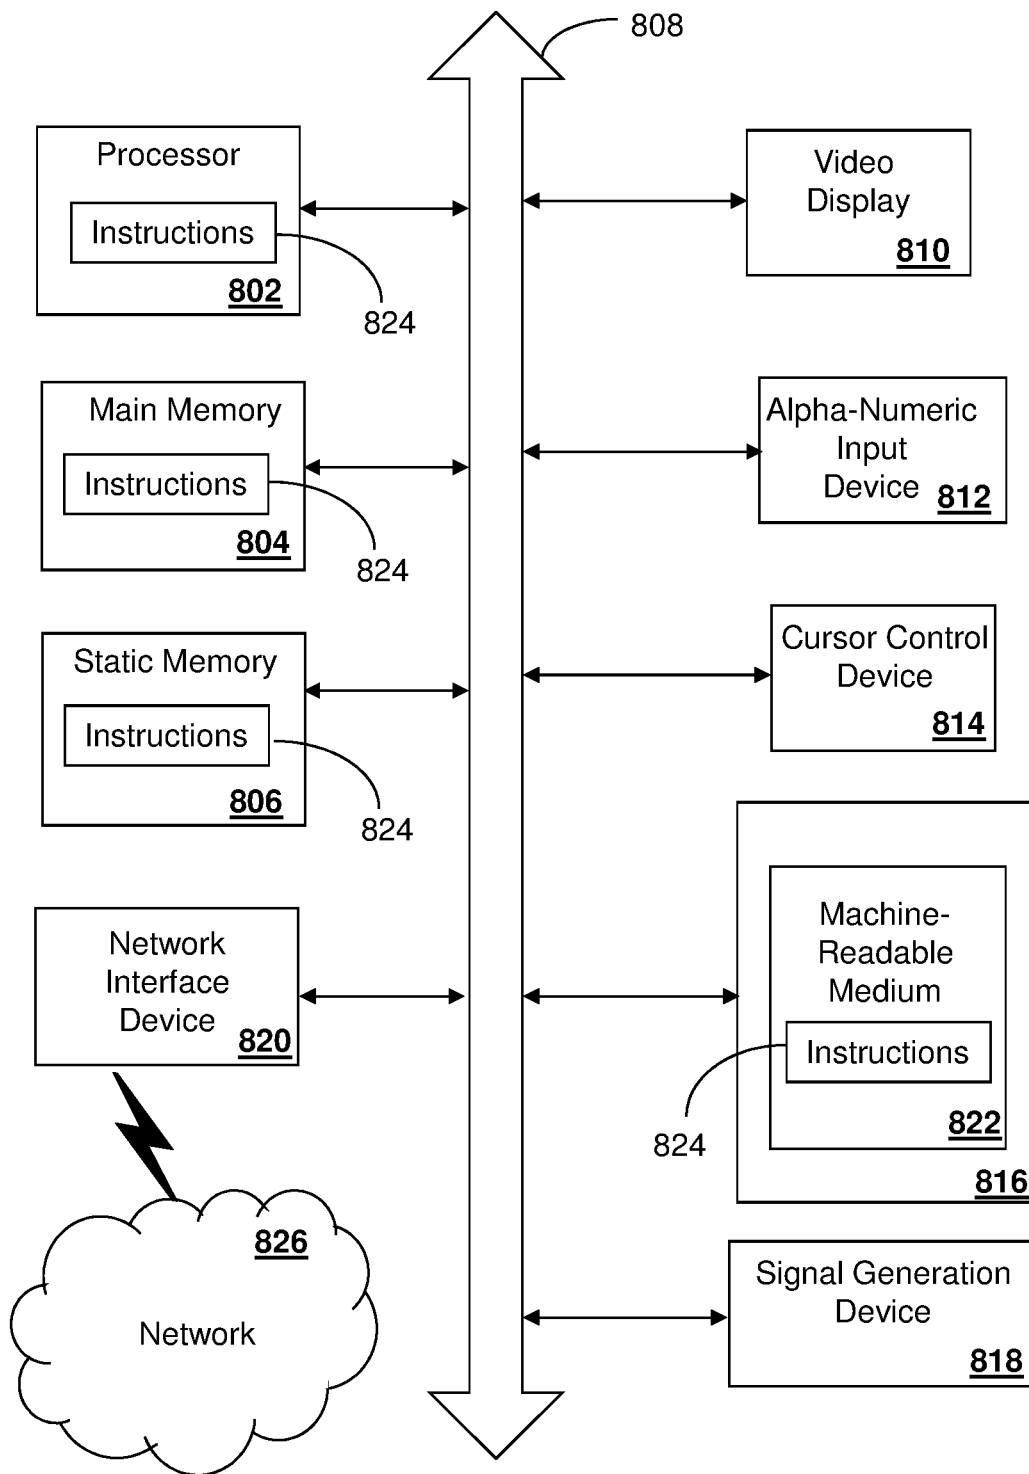 808
Processor
Instructions
802
824
Main Memory
Instructions
804
824
Static Memory
Instructions
806
824
Network
Interface
Device
820
826
Network
Video
Display
810
Alpha-Numeric
Input
Device
812
Cursor Control
Device
814
Machine-
Readable
Medium
Instructions
822
824
816
Signal Generation
Device
818